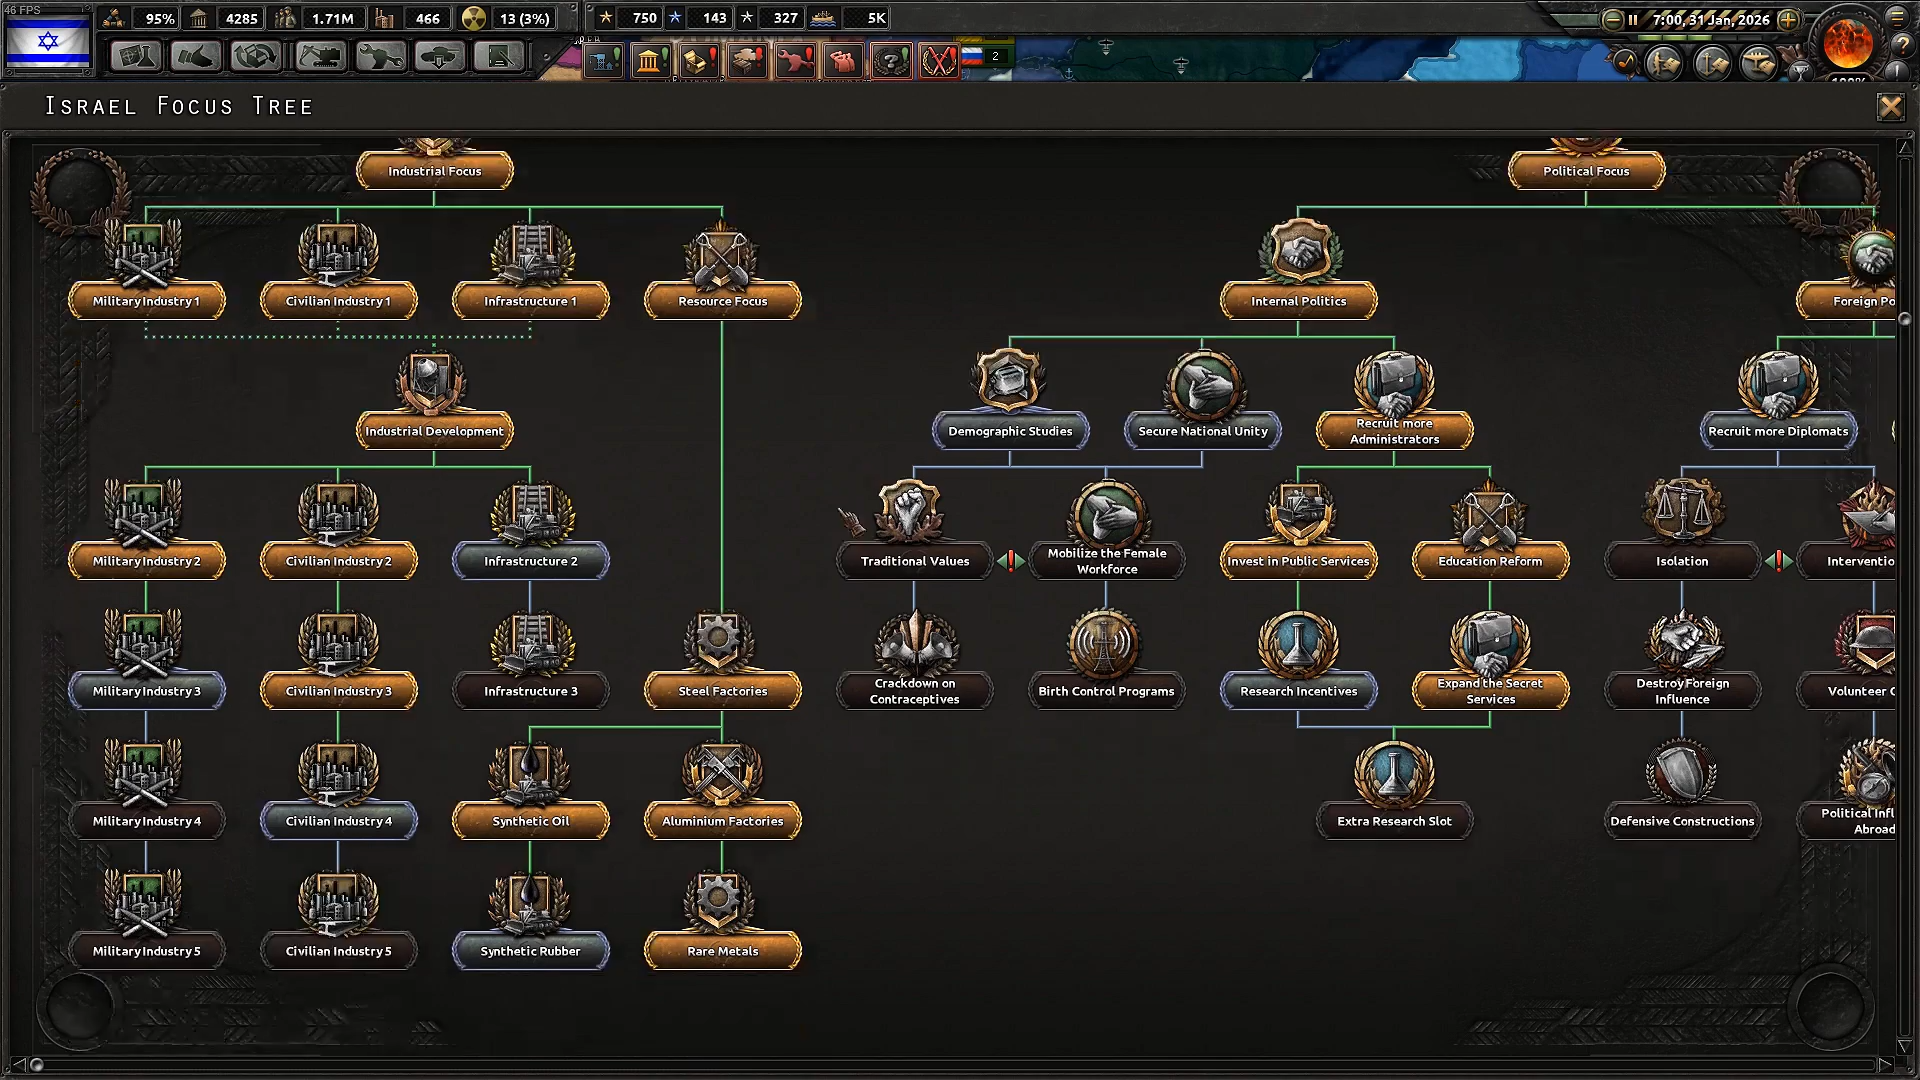 46 FPS
95%
4285
1.71M
466
13 (3%)
750
143
327
5K
7:00, 31 Jan, 2026
2
Israel Focus Tree
Industrial Focus
Political Focus
Military Industry 1
Civilian Industry 1
Infrastructure 1
Resource Focus
Internal Politics
Foreign Po
Industrial Development
Demographic Studies
Secure National Unity
Recruit more
Administrators
Recruit more Diplomats
Military Industry 2
Civilian Industry 2
Infrastructure 2
Traditional Values
Mobilize the Female
Workforce
Invest in Public Services
Education Reform
Isolation
Interventio
Military Industry 3
Civilian Industry 3
Infrastructure 3
Steel Factories
Crackdown on
Contraceptives
Birth Control Programs
Research Incentives
Expand the Secret
Services
Destroy Foreign
Influence
Volunteer C
Military Industry 4
Civilian Industry 4
Synthetic Oil
Aluminium Factories
Extra Research Slot
Defensive Constructions
Political Infl
Abroad
Military Industry 5
Civilian Industry 5
Synthetic Rubber
Rare Metals